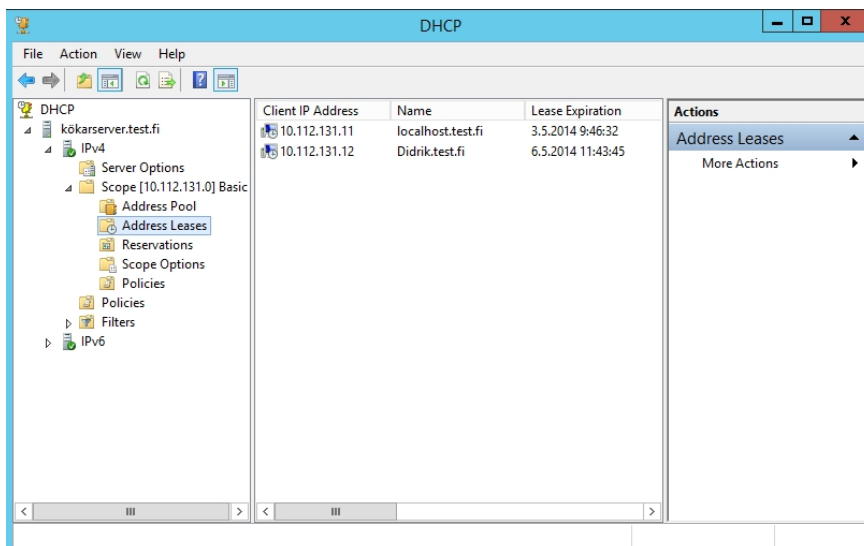 DHCP
File Action View Help
DHCP
kökarserver.test.fi
IPv4
Server Options
Scope [10.112.131.0] Basic
Address Pool
Address Leases
Reservations
Scope Options
Policies
Policies
Filters
IPv6
Client IP Address Name Lease Expiration
10.112.131.11 localhost.test.fi 3.5.2014 9:46:32
10.112.131.12 Didrik.test.fi 6.5.2014 11:43:45
Actions
Address Leases
More Actions